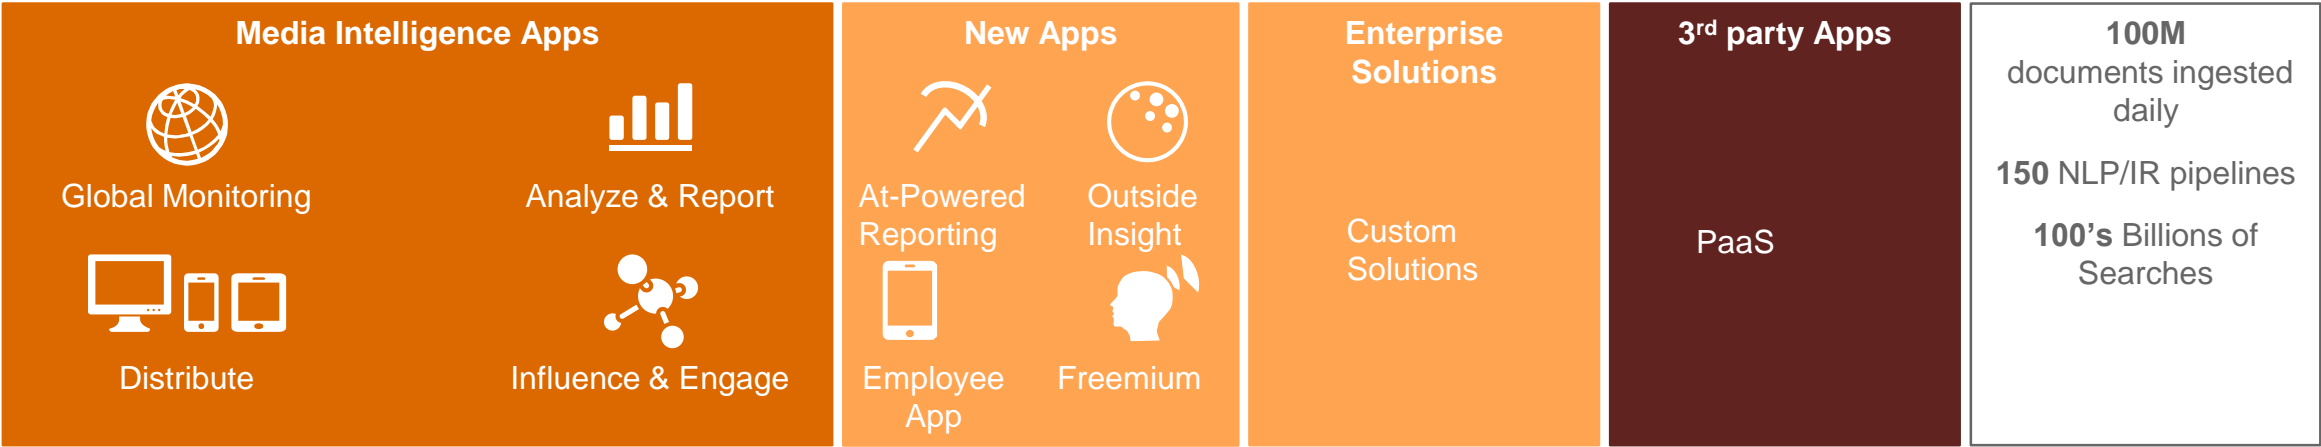 Media Intelligence Apps
Global Monitoring
Analyze & Report
Distribute
Influence & Engage
New Apps
At-Powered
Reporting
Outside
Insight
Employee
App
Freemium
Enterprise
Solutions
Custom
Solutions
3rd party Apps
PaaS
100M
documents ingested
daily
150 NLP/IR pipelines
100’s Billions of
Searches